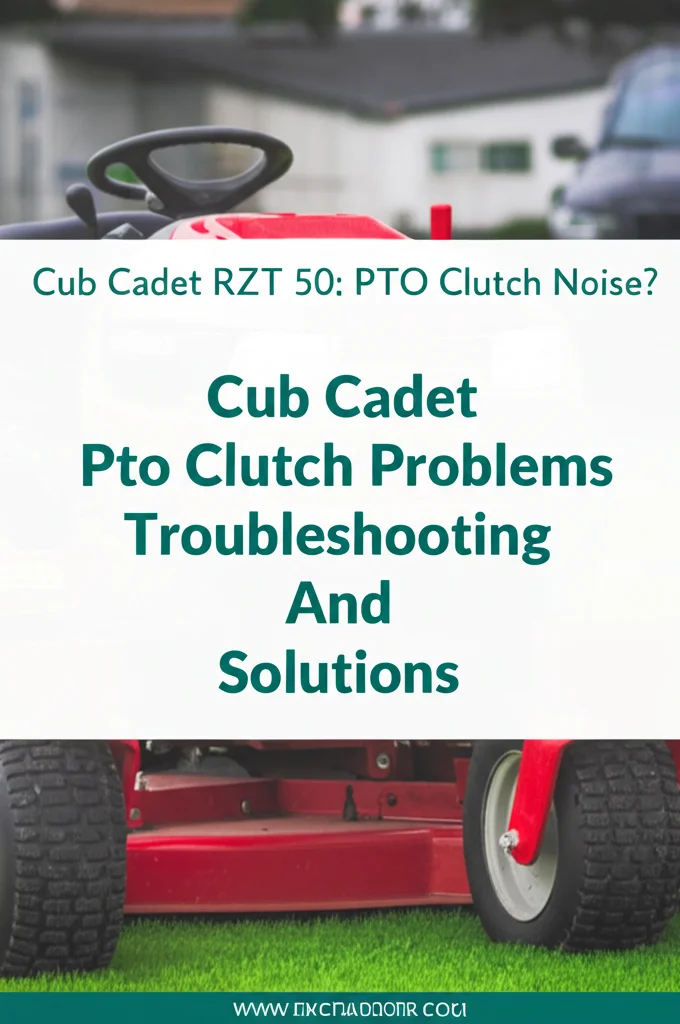 Cub Cadet RZT 50: PTO Clutch Noise?
Cub Cadet
Pto Clutch Problems
Troubleshooting
And
Solutions